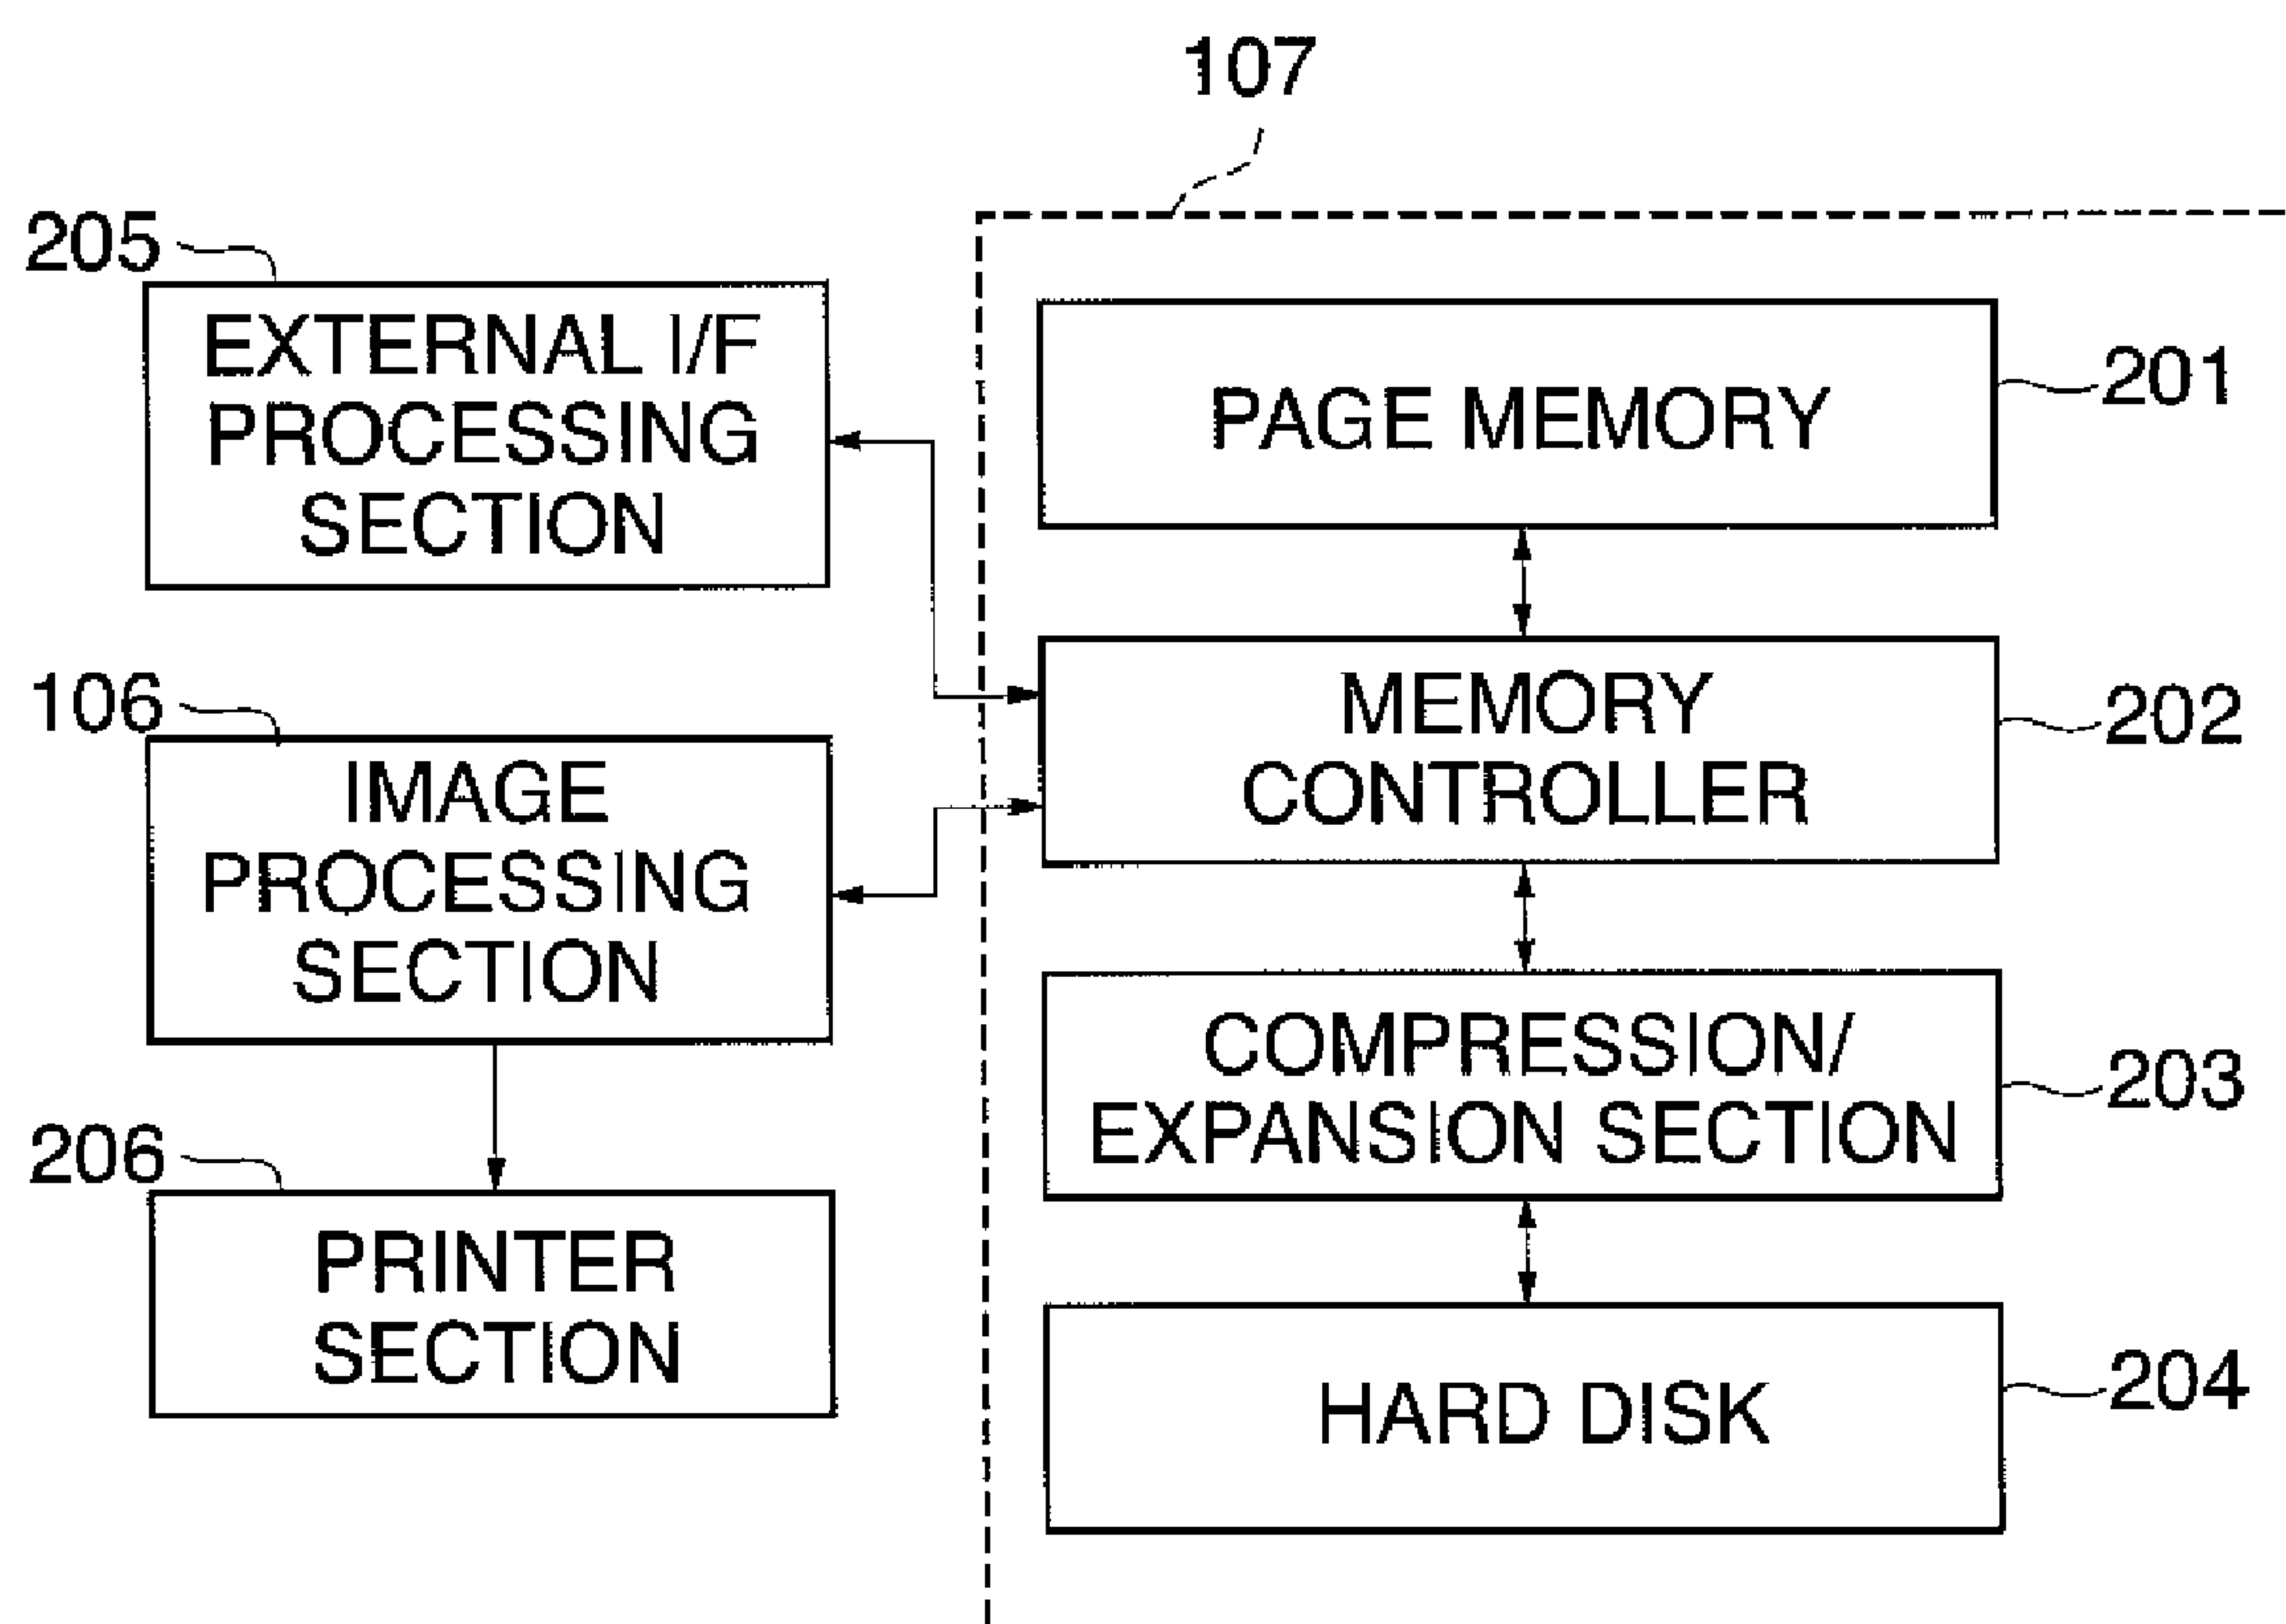 107
205
EXTERNAL I/F
PROCESSING
SECTION
PAGE MEMORY
201
106
IMAGE
PROCESSING
SECTION
MEMORY
CONTROLLER
202
206
PRINTER
SECTION
COMPRESSION/
EXPANSION SECTION
203
HARD DISK
204